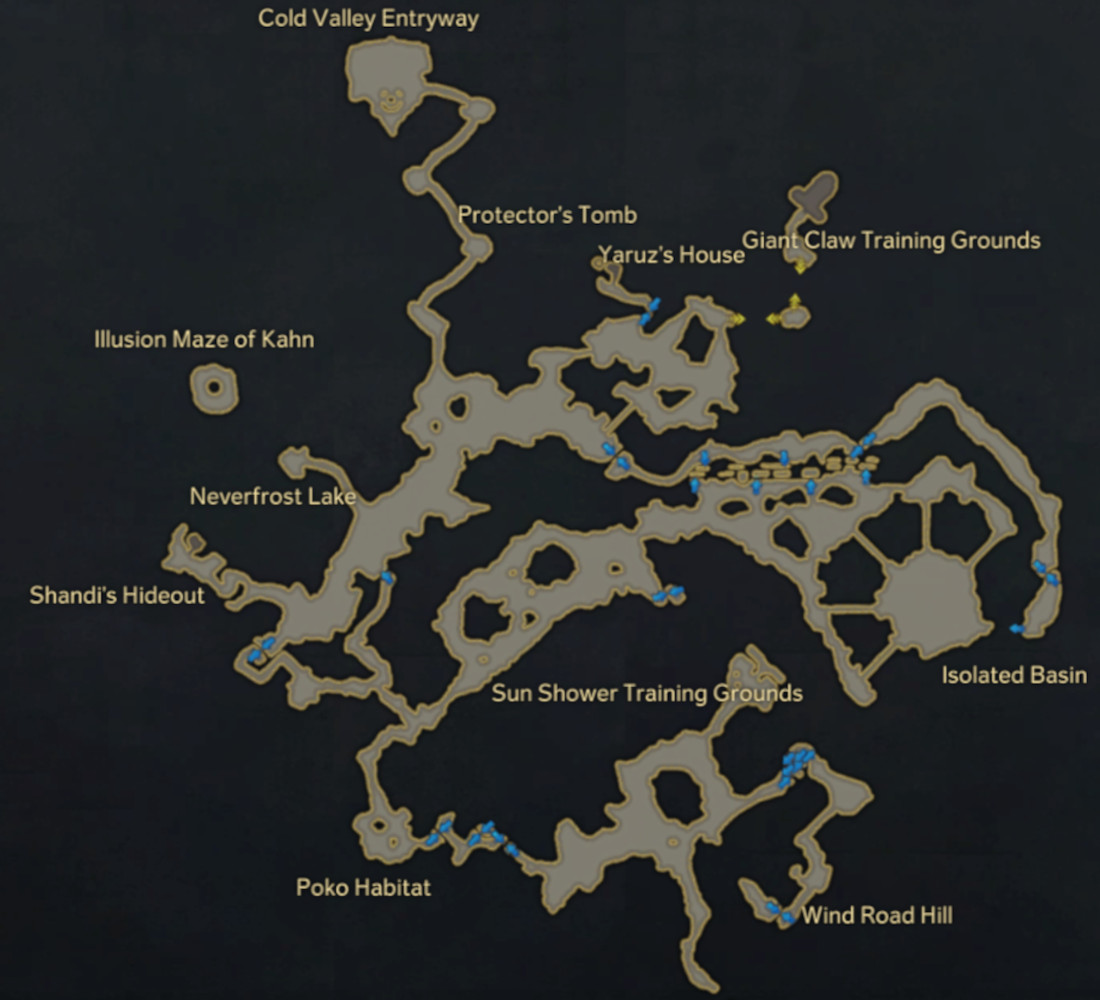 Cold Valley Entryway
Protector's Tomb
Giant Claw Training Grounds
Yaruz's House
Illusion Maze of Kahn
Neverfrost Lake
Shandi's Hideout
Isolated Basin
Sun Shower Training Grounds
Poko Habitat
Wind Road Hill